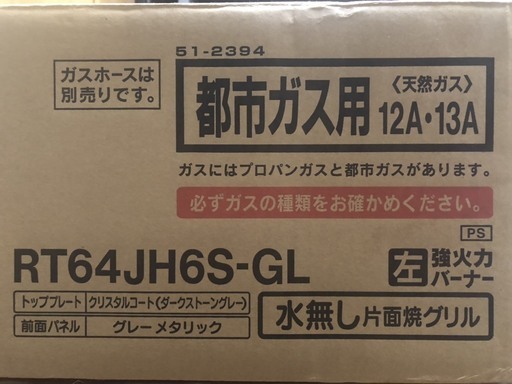 51-2394
ガスホースは
別売りです。
都市ガス用
〈天然ガス〉
12A・13A
ガスにはプロパンガスと都市ガスがあります。
必ずガスの種類をお確かめください。
PS
RT64JH6S-GL
左 強火力
バーナー
トッププレート クリスタルコート(ダークストーングレー)
前面パネル グレーメタリック
水無し片面焼グリル